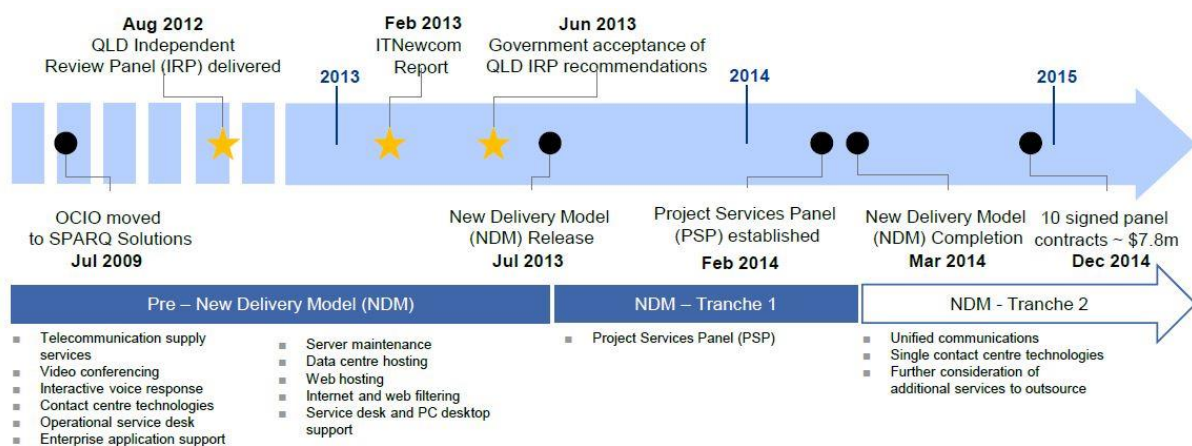 Aug 2012
QLD Independent
Review Panel (IRP) delivered
Feb 2013
ITNewcom
Report
Jun 2013
Government acceptance of
QLD IRP recommendations
2013
2014
2015
OCIO moved
to SPARQ Solutions
Jul 2009
New Delivery Model
(NDM) Release
Jul 2013
Project Services Panel
(PSP) established
Feb 2014
New Delivery Model
(NDM) Completion
Mar 2014
10 signed panel
contracts ~ $7.8m
Dec 2014
Pre – New Delivery Model (NDM)
NDM – Tranche 1
NDM - Tranche 2
Telecommunication supply
services
Video conferencing
Interactive voice response
Contact centre technologies
Operational service desk
Enterprise application support
Server maintenance
Data centre hosting
Web hosting
Internet and web filtering
Service desk and PC desktop
support
Project Services Panel (PSP)
Unified communications
Single contact centre technologies
Further consideration of
additional services to outsource